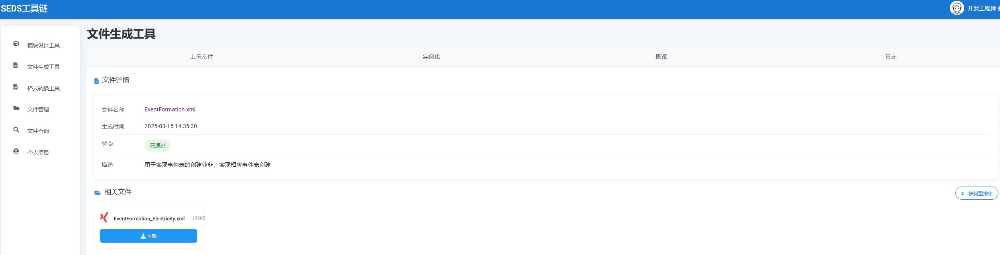 SEDS工具链
开发工程师
文件生成工具
模块设计工具
文件生成工具
格式转换工具
文件管理
文件查询
个人信息
上传文件
实例化
概览
日志
文件详情
文件名称
EventFormation.xml
生成时间
2025-03-15 14:35:30
状态
已通过
描述
用于实现事件表的创建业务，实现相应事件表创建
相关文件
按类型排序
EventFormation_Electricity.xml
128KB
下载